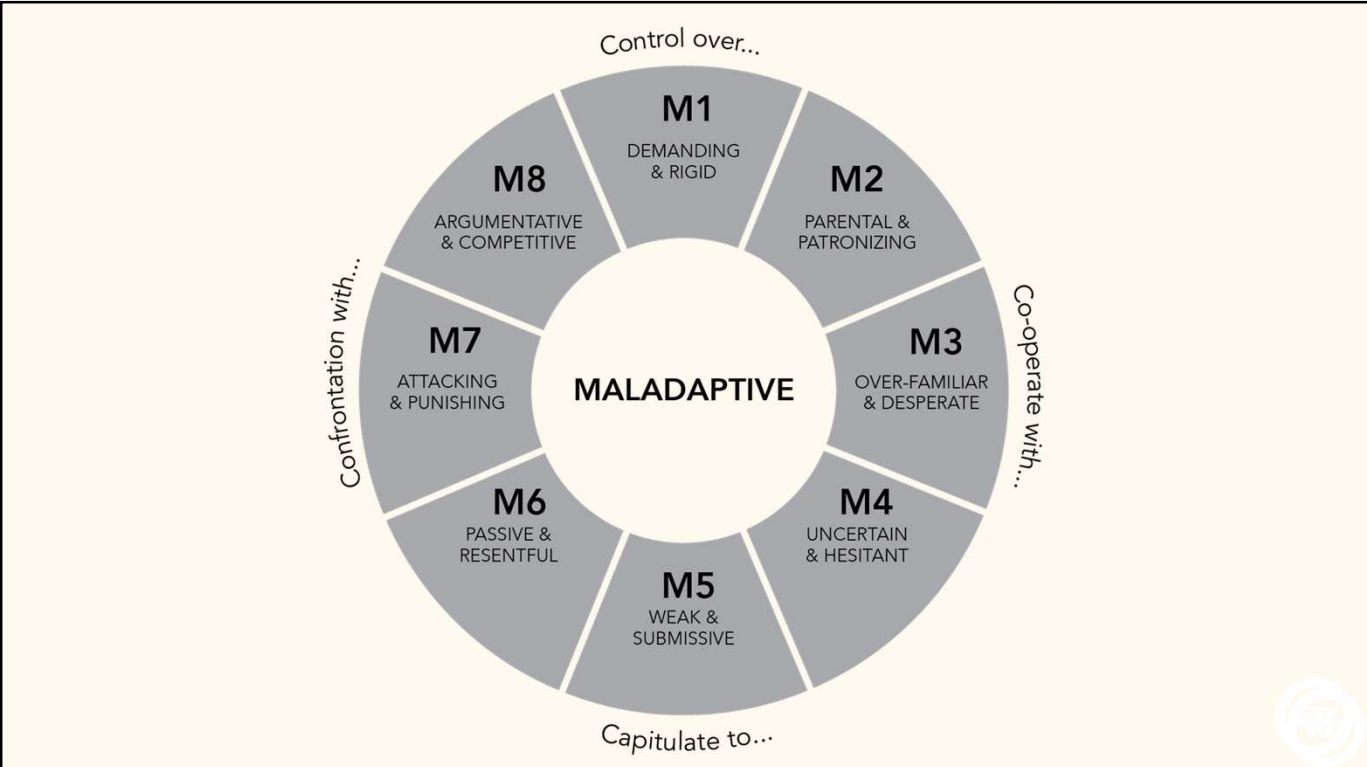 Control over...
M1
DEMANDING
& RIGID
M2
PARENTAL &
PATRONIZING
Co-operate with...
M3
OVER-FAMILIAR
& DESPERATE
M4
UNCERTAIN
& HESITANT
Capitulate to...
M5
WEAK &
SUBMISSIVE
M6
PASSIVE &
RESENTFUL
Confrontation with...
M7
ATTACKING
& PUNISHING
M8
ARGUMENTATIVE
& COMPETITIVE
MALADAPTIVE